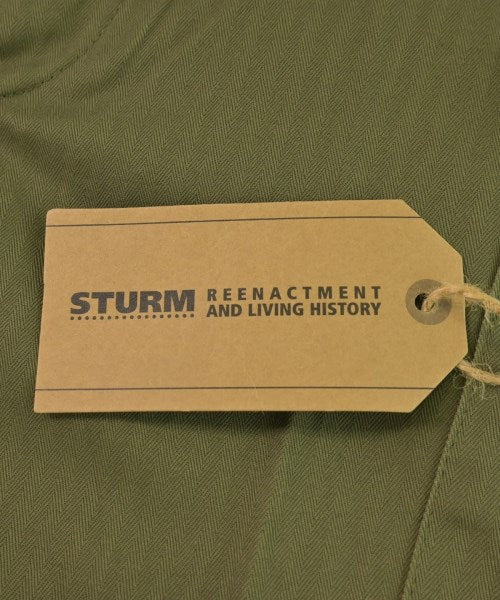 STURM REENACTMENT
AND LIVING HISTORY